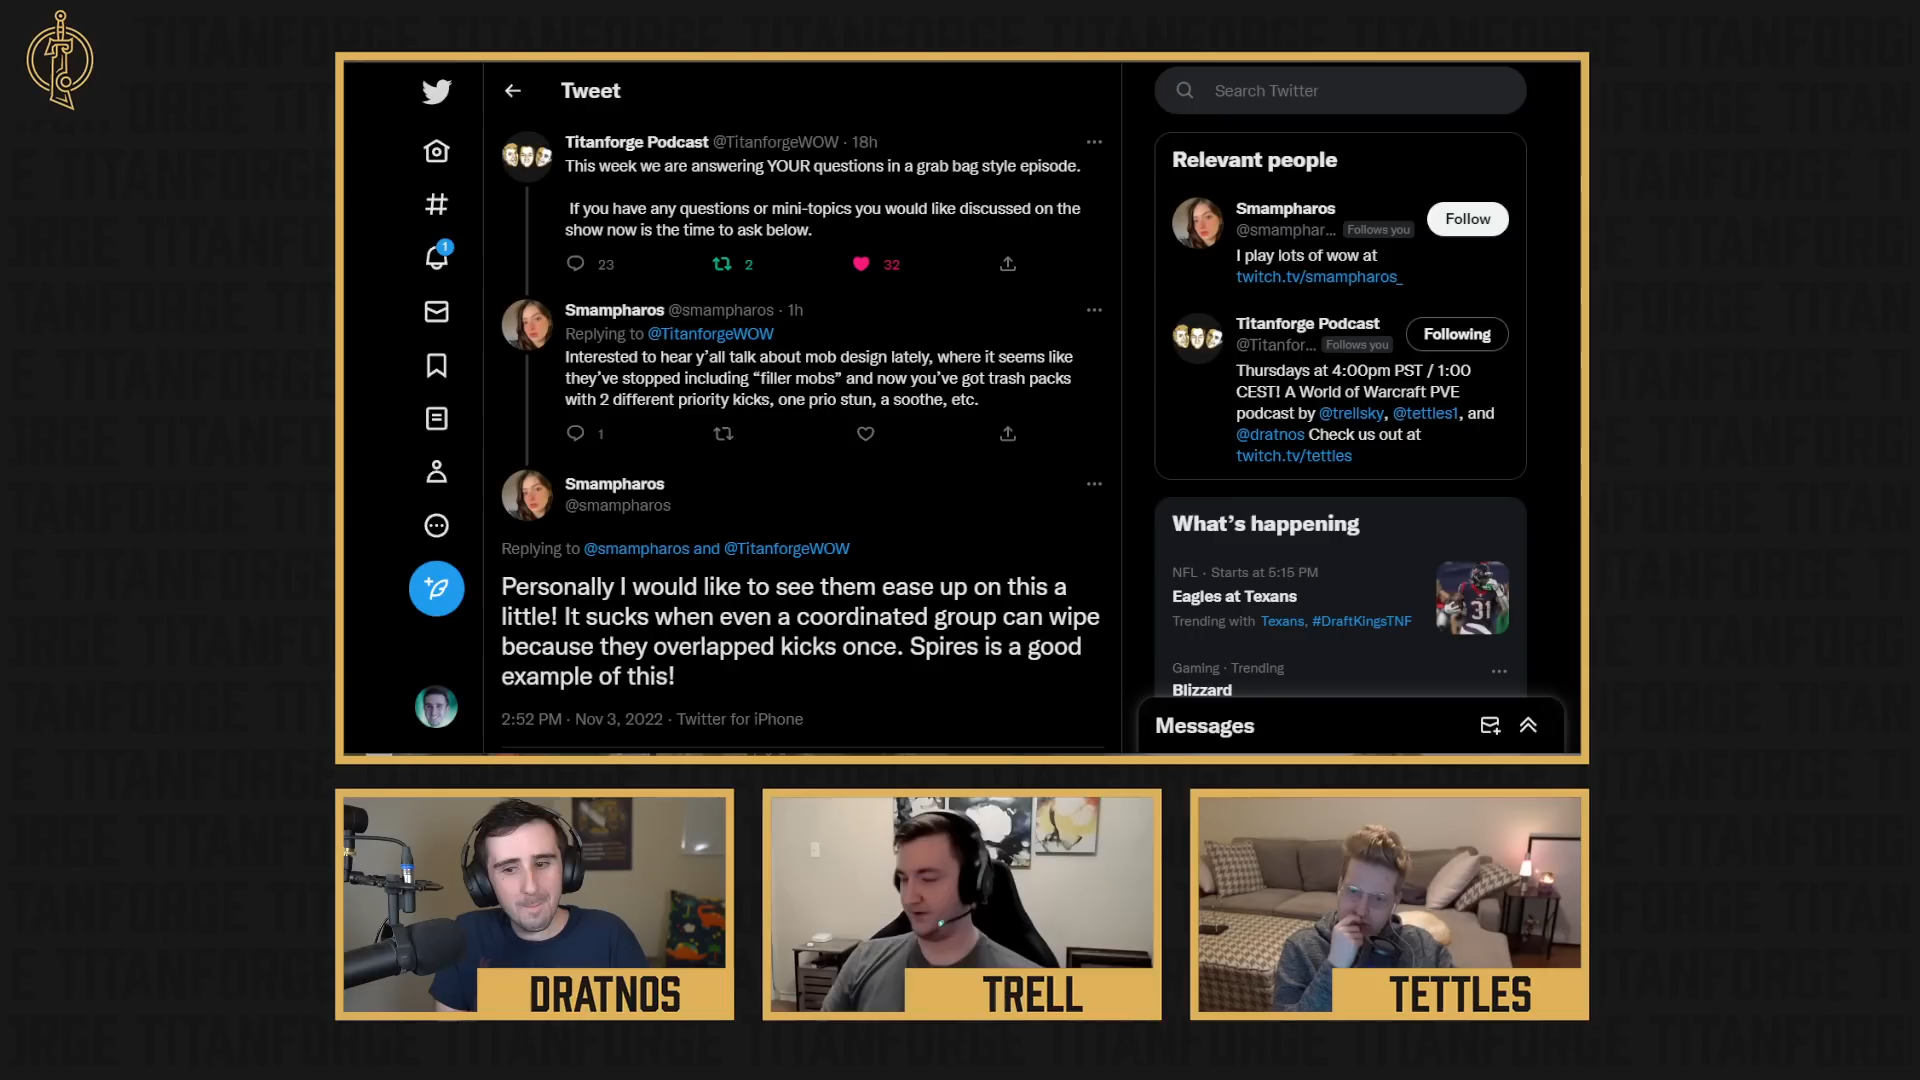 Tweet
Titanforge Podcast @TitanforgeWOW · 18h
This week we are answering YOUR questions in a grab bag style episode.
If you have any questions or mini-topics you would like discussed on the
show now is the time to ask below.
23
2
32
Smampharos @smampharos · 1h
Replying to @TitanforgeWOW
Interested to hear y’all talk about mob design lately, where it seems like
they’ve stopped including “filler mobs” and now you’ve got trash packs
with 2 different priority kicks, one prio stun, a soothe, etc.
1
Smampharos
@smampharos
Replying to @smampharos and @TitanforgeWOW
Personally I would like to see them ease up on this a
little! It sucks when even a coordinated group can wipe
because they overlapped kicks once. Spires is a good
example of this!
2:52 PM · Nov 3, 2022 · Twitter for iPhone
1
Search Twitter
Relevant people
Smampharos
@smamphar... Follows you
Follow
I play lots of wow at
twitch.tv/smampharos_
Titanforge Podcast
@Titanfor... Follows you
Following
Thursdays at 4:00pm PST / 1:00
CEST! A World of Warcraft PVE
podcast by @trellsky, @tettles1, and
@dratnos Check us out at
twitch.tv/tettles
What’s happening
NFL · Starts at 5:15 PM
Eagles at Texans
Trending with Texans, #DraftKingsTNF
31
Gaming · Trending
Blizzard
Messages
DRATNOS
TRELL
TETTLES